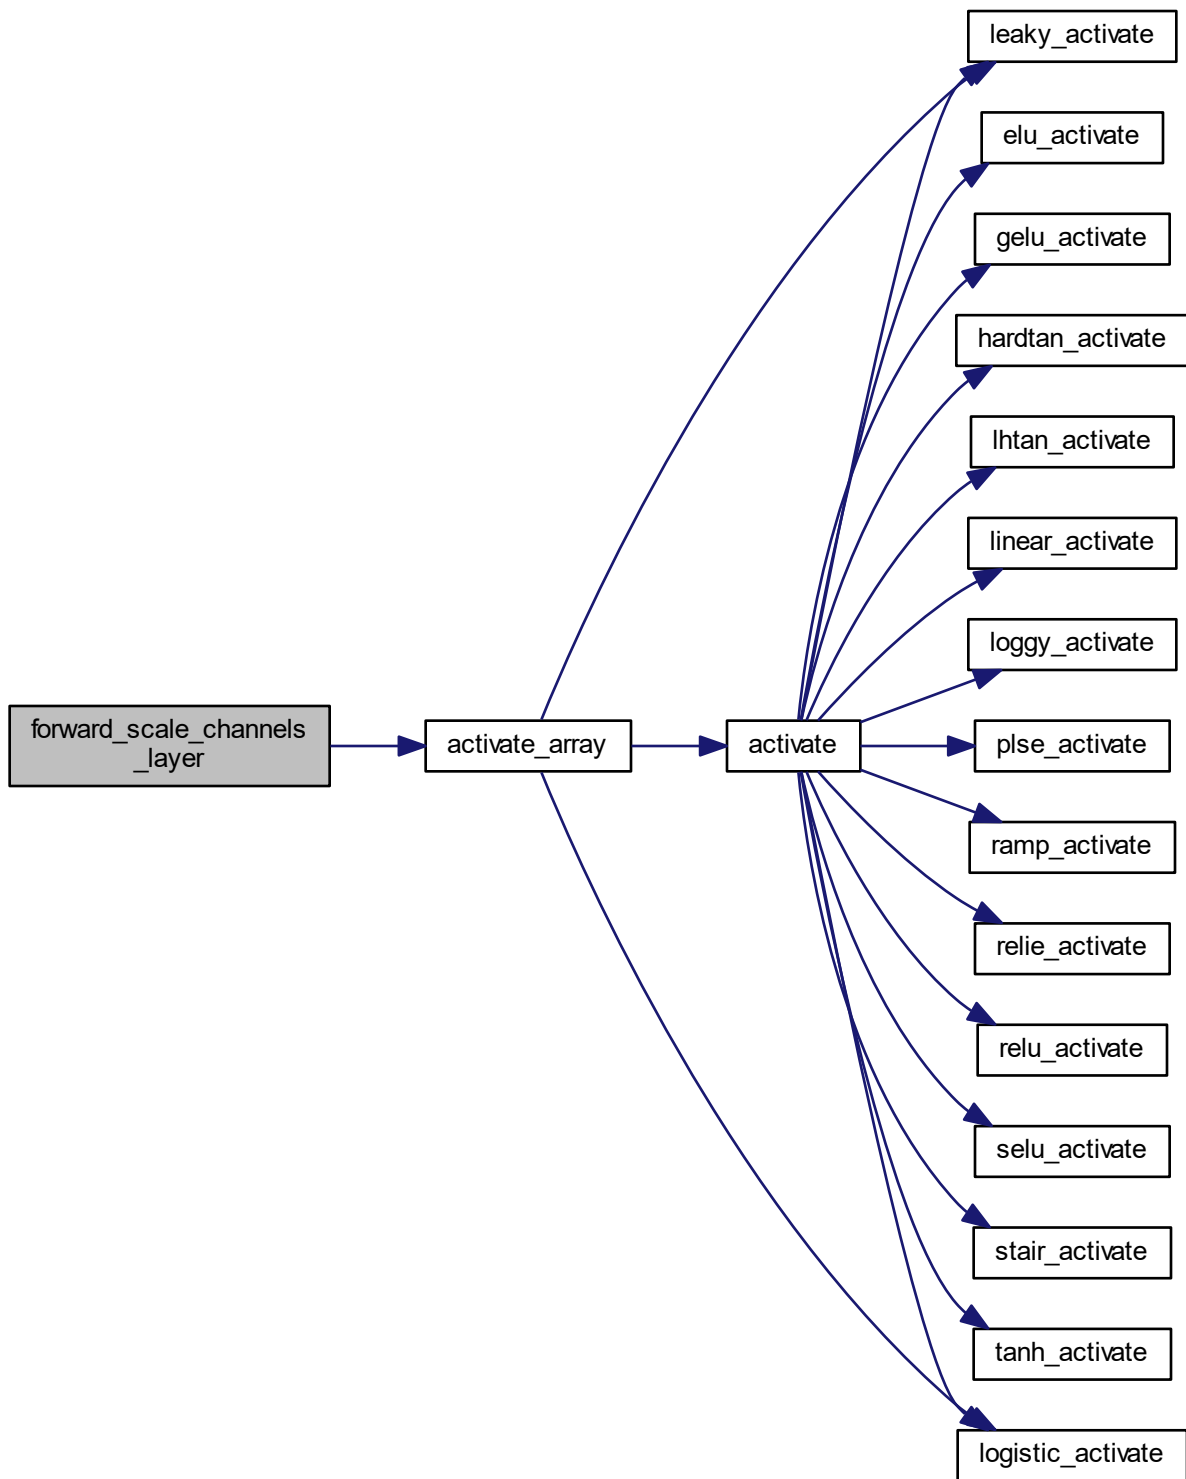 leaky_activate
elu_activate
gelu_activate
hardtan_activate
lhtan_activate
linear_activate
loggy_activate
forward_scale_channels
_layer
activate_array
activate
plse_activate
ramp_activate
relie_activate
relu_activate
selu_activate
stair_activate
tanh_activate
logistic_activate